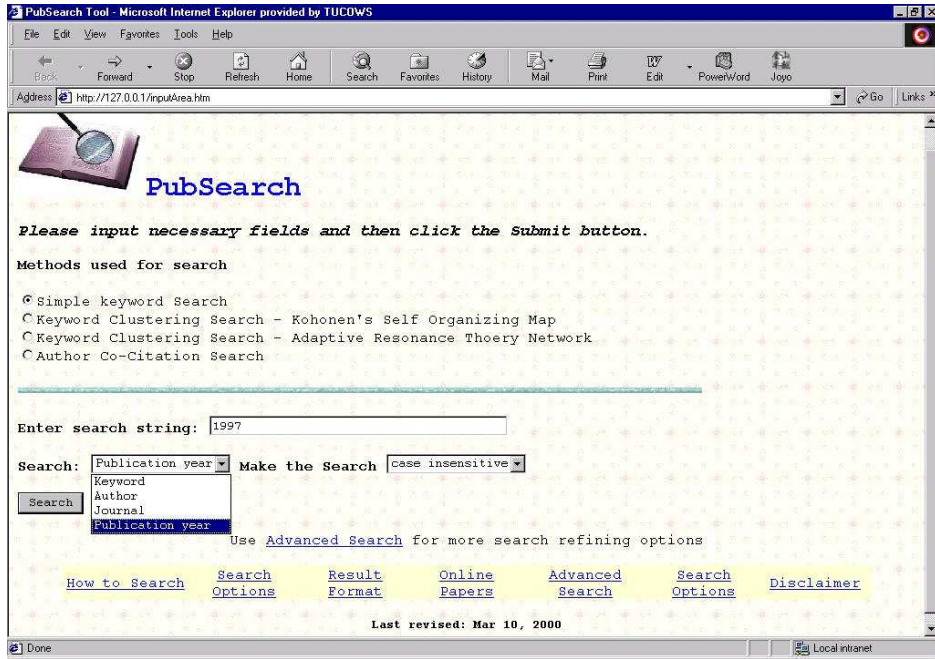 PubSearch Tool - Microsoft Internet Explorer provided by TUCOWS
File Edit View Favorites Tools Help
Back Forward Stop Refresh Home Search Favorites History Mail Print Edit PowerWord Joyo
Address http://127.0.0.1/inputArea.htm Go Links »
PubSearch
Please input necessary fields and then click the Submit button.
Methods used for search
Simple keyword Search
Keyword Clustering Search - Kohonen's Self Organizing Map
Keyword Clustering Search - Adaptive Resonance Thoery Network
Author Co-Citation Search
Enter search string: 1997
Search: Publication year Make the Search case insensitive
Keyword
Author
Journal
Publication year
Search
Use Advanced Search for more search refining options
How to Search Search Options Result Format Online Papers Advanced Search Search Options Disclaimer
Last revised: Mar 10, 2000
Done Local intranet